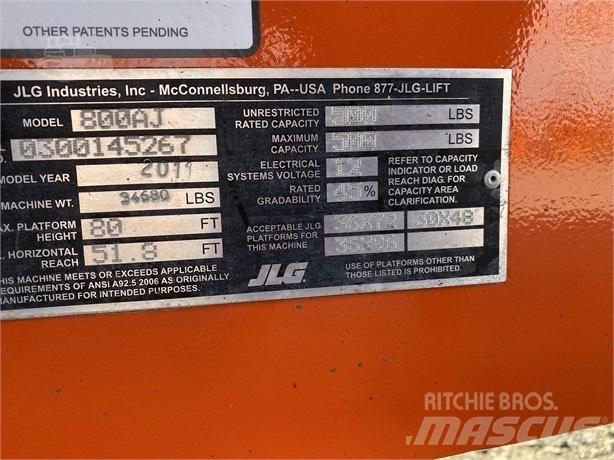 OTHER PATENTS PENDING
JLG Industries, Inc - McConnellsburg, PA--USA Phone 877-JLG-LIFT
MODEL 800AJ
0300145267
MODEL YEAR 2011
MACHINE WT. 34680 LBS
PLATFORM HEIGHT 80 FT
HORIZONTAL REACH 51.8 FT
THIS MACHINE MEETS OR EXCEEDS APPLICABLE
REQUIREMENTS OF ANSI A92.5 2006 AS ORIGINALLY
MANUFACTURED FOR INTENDED PURPOSES.
UNRESTRICTED RATED CAPACITY LBS
MAXIMUM CAPACITY LBS
ELECTRICAL SYSTEMS VOLTAGE 12
RATED GRADABILITY %
REFER TO CAPACITY
INDICATOR OR LOAD
REACH DIAG. FOR
CAPACITY AREA
CLARIFICATION.
ACCEPTABLE JLG
PLATFORMS FOR
THIS MACHINE
36X72 30X48
36X96
JLG
USE OF PLATFORMS OTHER THAN
THOSE LISTED IS PROHIBITED.
RITCHIE BROS.
MASCUS